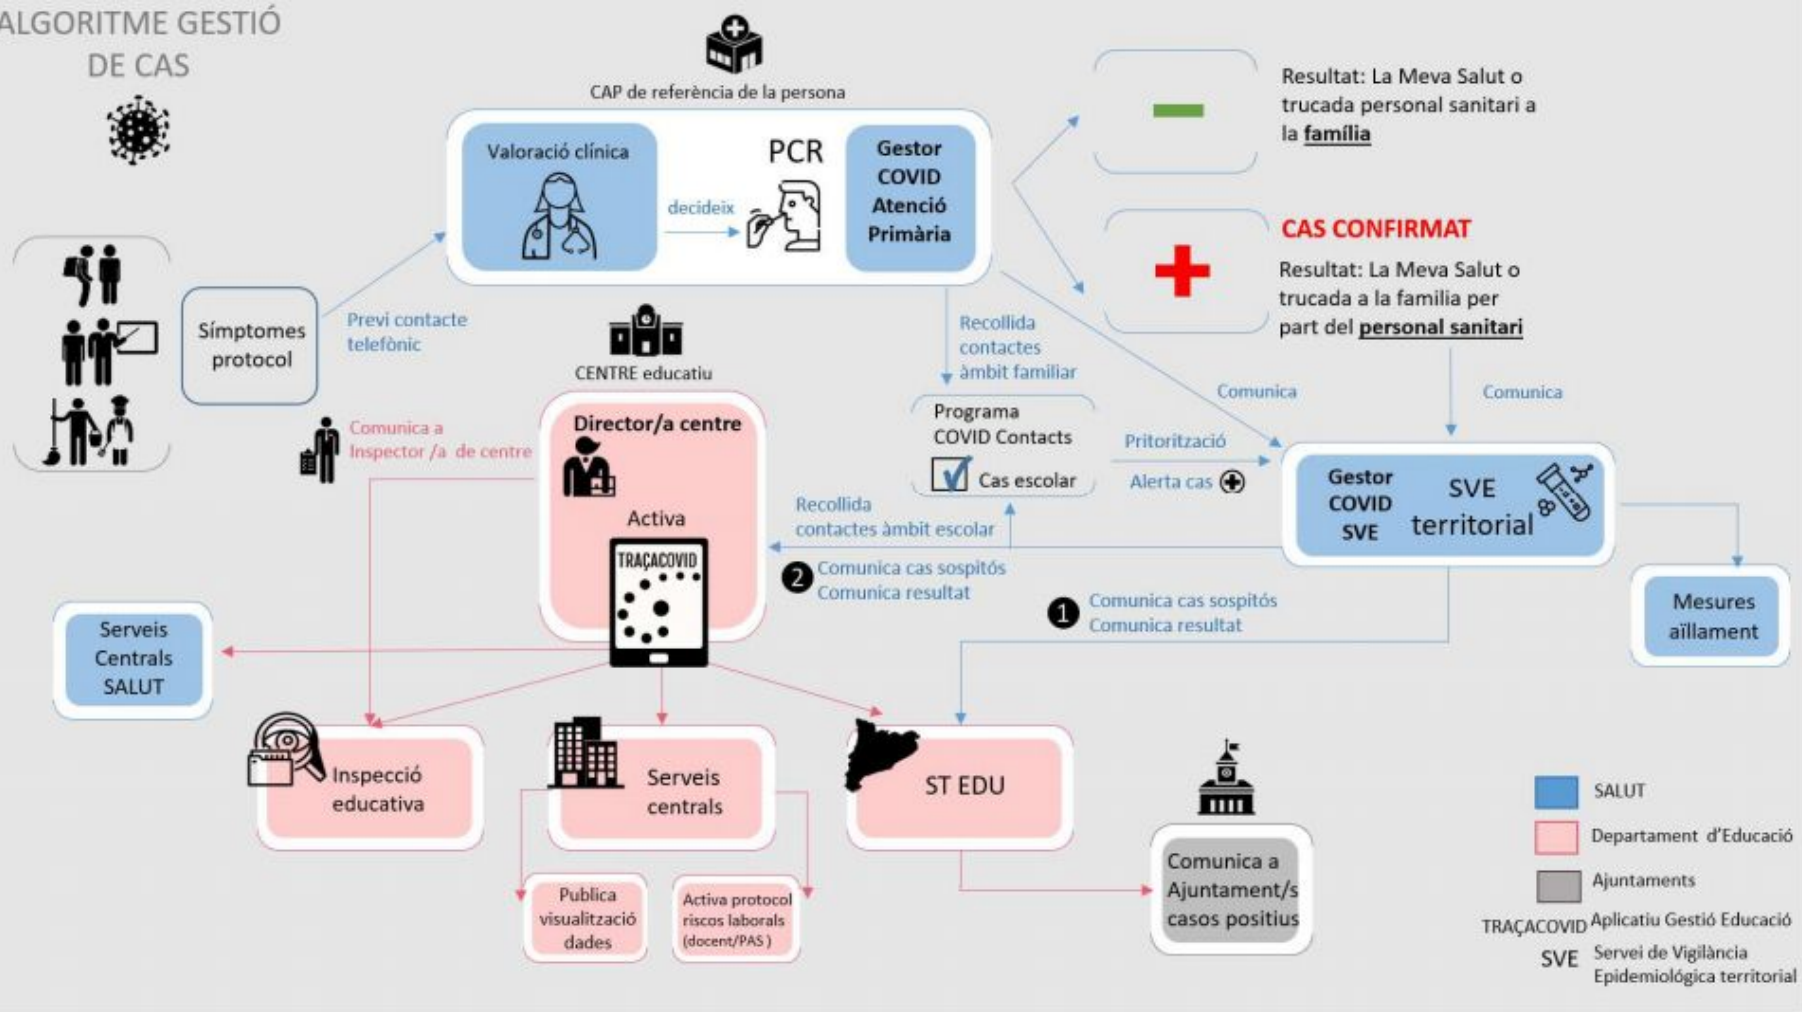 ALGORITME GESTIÓ
DE CAS
CAP de referència de la persona
Valoració clínica
decideix
PCR
Gestor
COVID
Atenció
Primària
Resultat: La Meva Salut o
trucada personal sanitari a
la família
CAS CONFIRMAT
Resultat: La Meva Salut o
trucada a la familia per
part del personal sanitari
Símptomes
protocol
Previ contacte
telefònic
CENTRE educatiu
Recollida
contactes
àmbit familiar
Comunica
Comunica
Comunica a
Inspector /a de centre
Director/a centre
Activa
TRAÇACOVID
Programa
COVID Contacts
Cas escolar
Pritorització
Alerta cas
Gestor
COVID
SVE
SVE
territorial
Recollida
contactes àmbit escolar
2
Comunica cas sospitós
Comunica resultat
1
Comunica cas sospitós
Comunica resultat
Mesures
aïllament
Serveis
Centrals
SALUT
Inspecció
educativa
Serveis
centrals
ST EDU
Publica
visualització
dades
Activa protocol
riscos laborals
(docent/PAS )
Comunica a
Ajuntament/s
casos positius
SALUT
Departament d'Educació
Ajuntaments
TRAÇACOVID Aplicatiu Gestió Educació
SVE Servei de Vigilància
Epidemiológica territorial